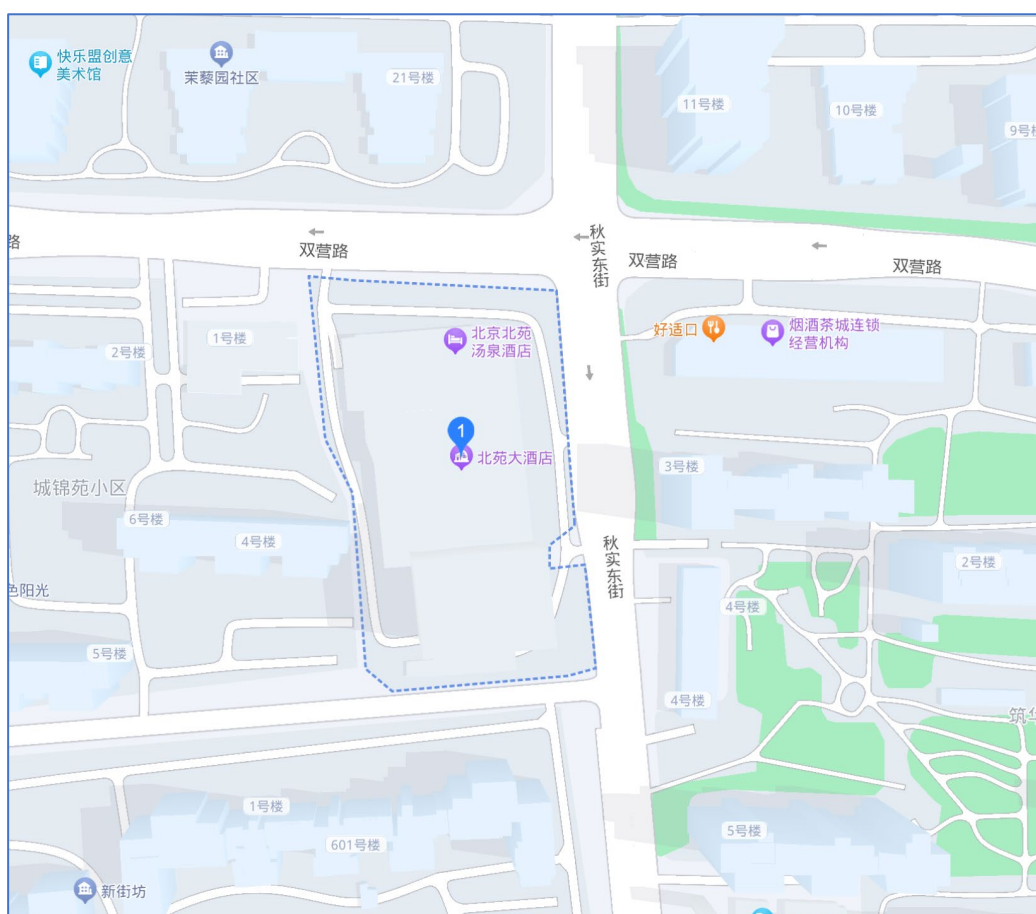 快乐盟创意
美术馆
茉藜园社区
21号楼
11号楼
10号楼
9号楼
路
双营路
秋实东街
双营路
双营路
2号楼
1号楼
北京北苑
汤泉酒店
好适口
烟酒茶城连锁
经营机构
1
北苑大酒店
3号楼
城锦苑小区
6号楼
4号楼
秋实东街
2号楼
色阳光
4号楼
5号楼
4号楼
筑华
1号楼
601号楼
5号楼
新街坊